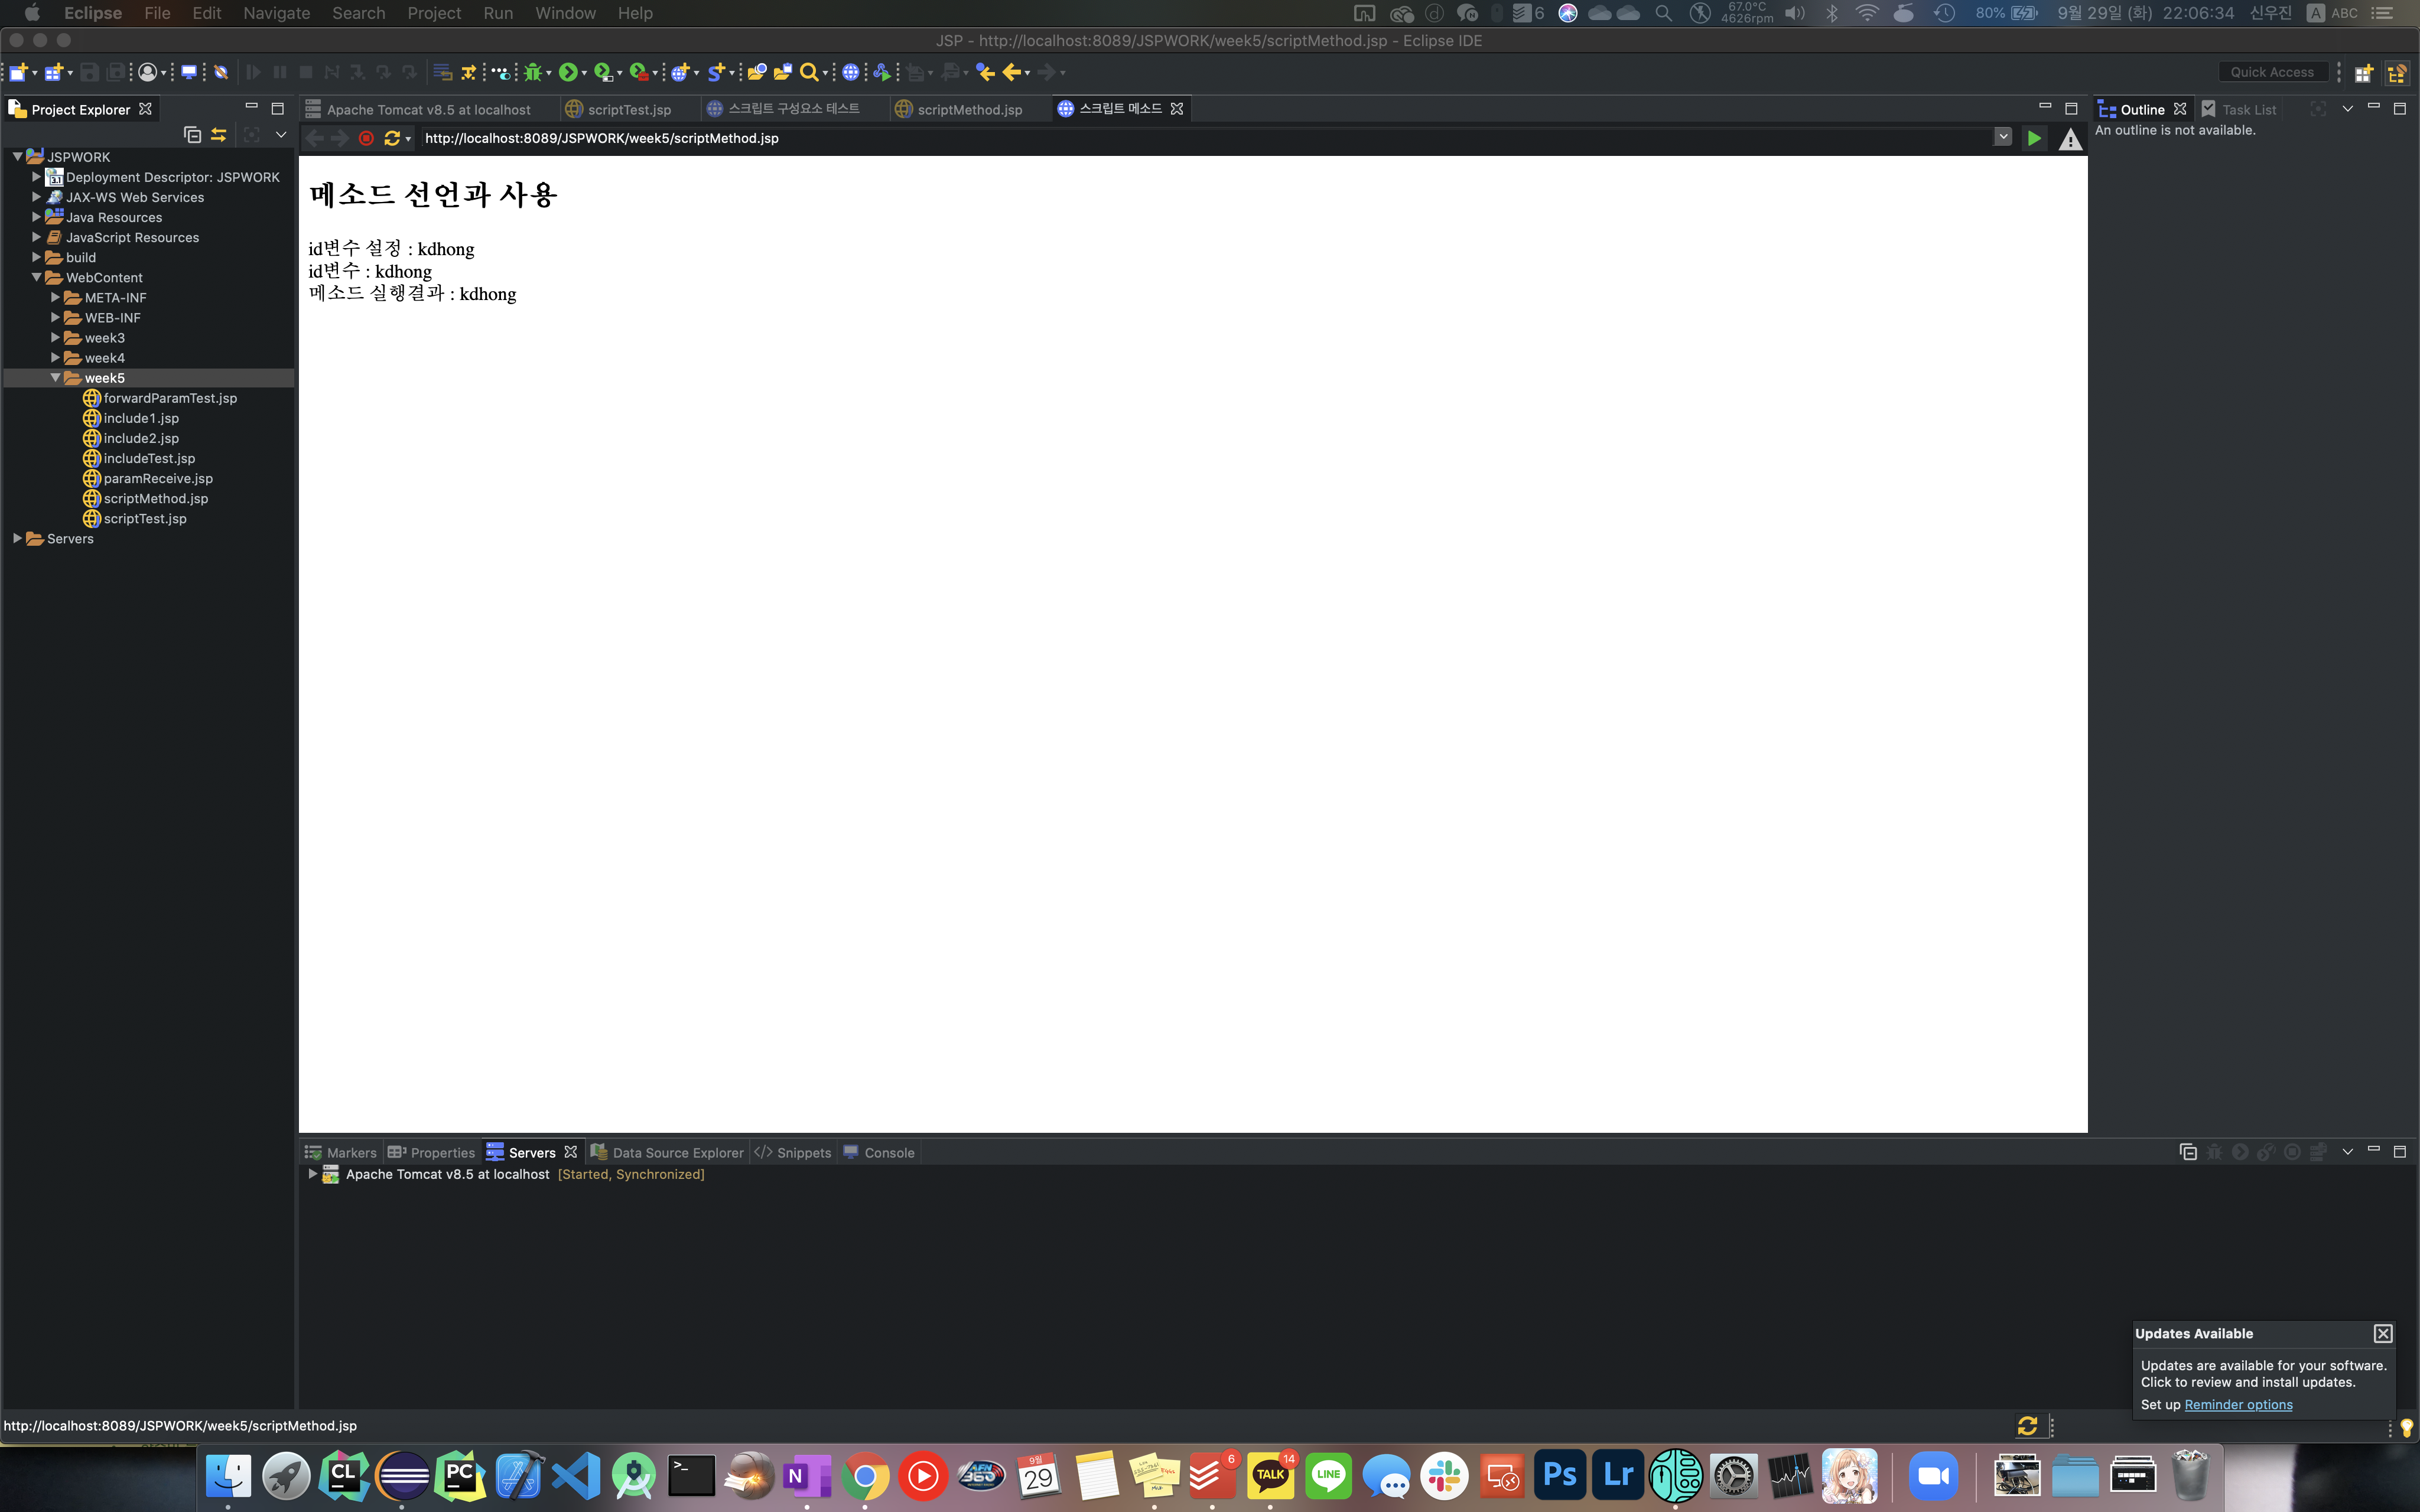 Eclipse File Edit Navigate Search Project Run Window Help
6 67.0°C 4626rpm 80% 9월 29일 (화) 22:06:34 신우진 A ABC
JSP - http://localhost:8089/JSPWORK/week5/scriptMethod.jsp - Eclipse IDE
Quick Access
Project Explorer
Apache Tomcat v8.5 at localhost
scriptTest.jsp
스크립트 구성요소 테스트
scriptMethod.jsp
스크립트 메소드
Outline
Task List
http://localhost:8089/JSPWORK/week5/scriptMethod.jsp
An outline is not available.
JSPWORK
Deployment Descriptor: JSPWORK
JAX-WS Web Services
Java Resources
JavaScript Resources
build
WebContent
META-INF
WEB-INF
week3
week4
week5
forwardParamTest.jsp
include1.jsp
include2.jsp
includeTest.jsp
paramReceive.jsp
scriptMethod.jsp
scriptTest.jsp
Servers
메소드 선언과 사용
id변수 설정 : kdhong
id변수 : kdhong
메소드 실행결과 : kdhong
Markers
Properties
Servers
Data Source Explorer
Snippets
Console
Apache Tomcat v8.5 at localhost [Started, Synchronized]
Updates Available
Updates are available for your software.
Click to review and install updates.
Set up Reminder options
http://localhost:8089/JSPWORK/week5/scriptMethod.jsp
CL
PC
>_
N
AFN 360
9월
29
6
TALK
14
LINE
Ps
Lr